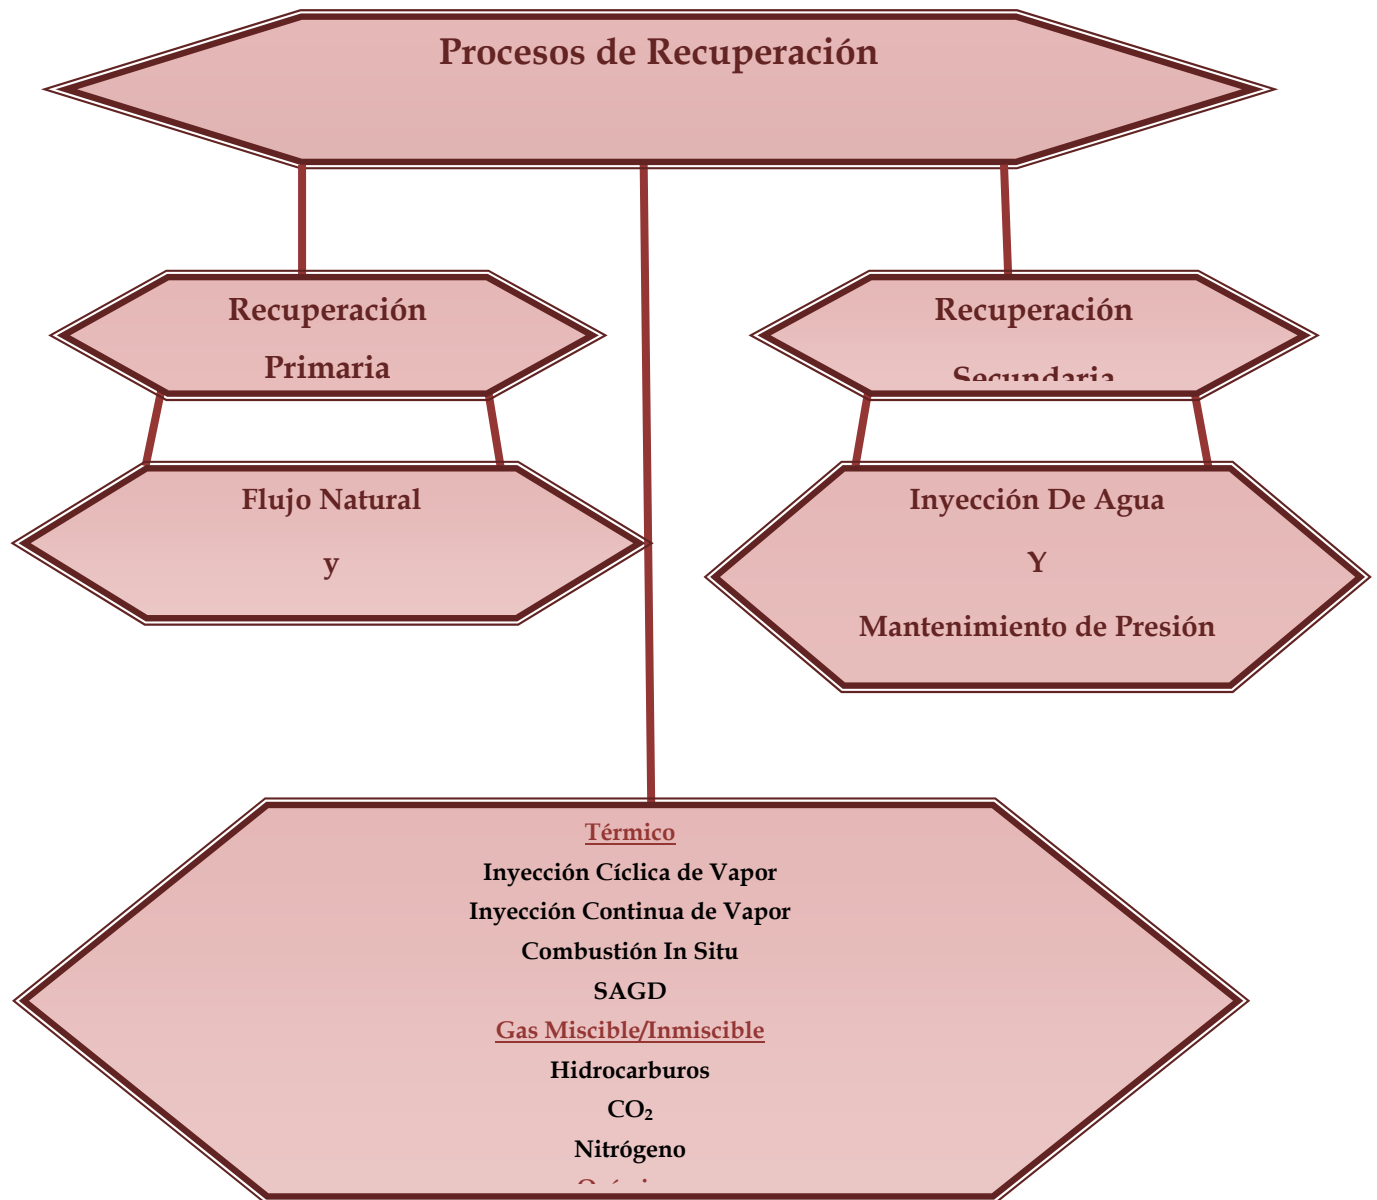 Procesos de Recuperación
Recuperación
Primaria
Recuperación
Secundaria
Flujo Natural
y
Inyección De Agua
Y
Mantenimiento de Presión
Térmico
Inyección Cíclica de Vapor
Inyección Continua de Vapor
Combustión In Situ
SAGD
Gas Miscible/Inmiscible
Hidrocarburos
CO₂
Nitrógeno